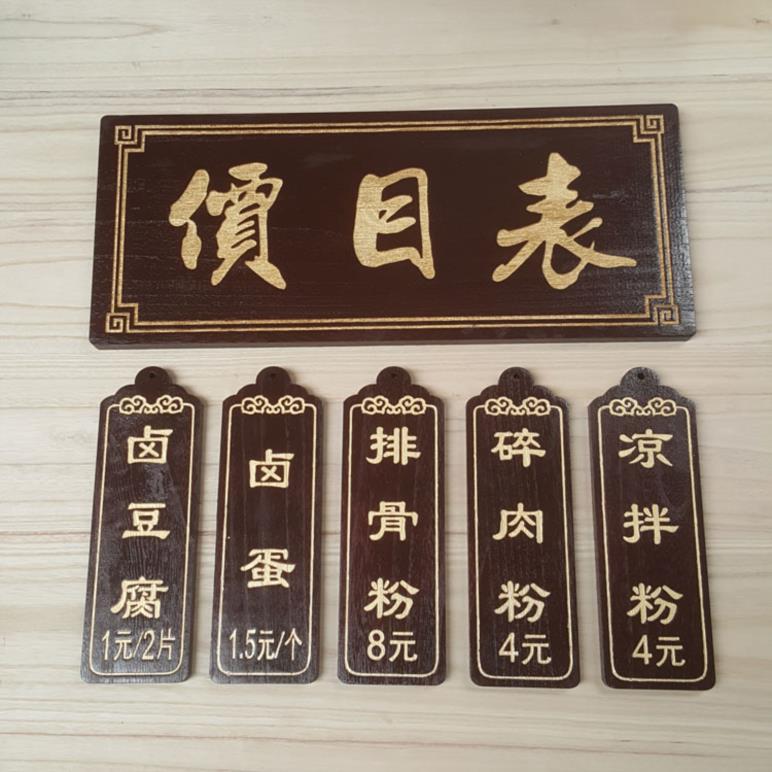 價目表
卤豆腐
1元/2片
卤蛋
1.5元/个
排骨粉
8元
碎肉粉
4元
凉拌粉
4元